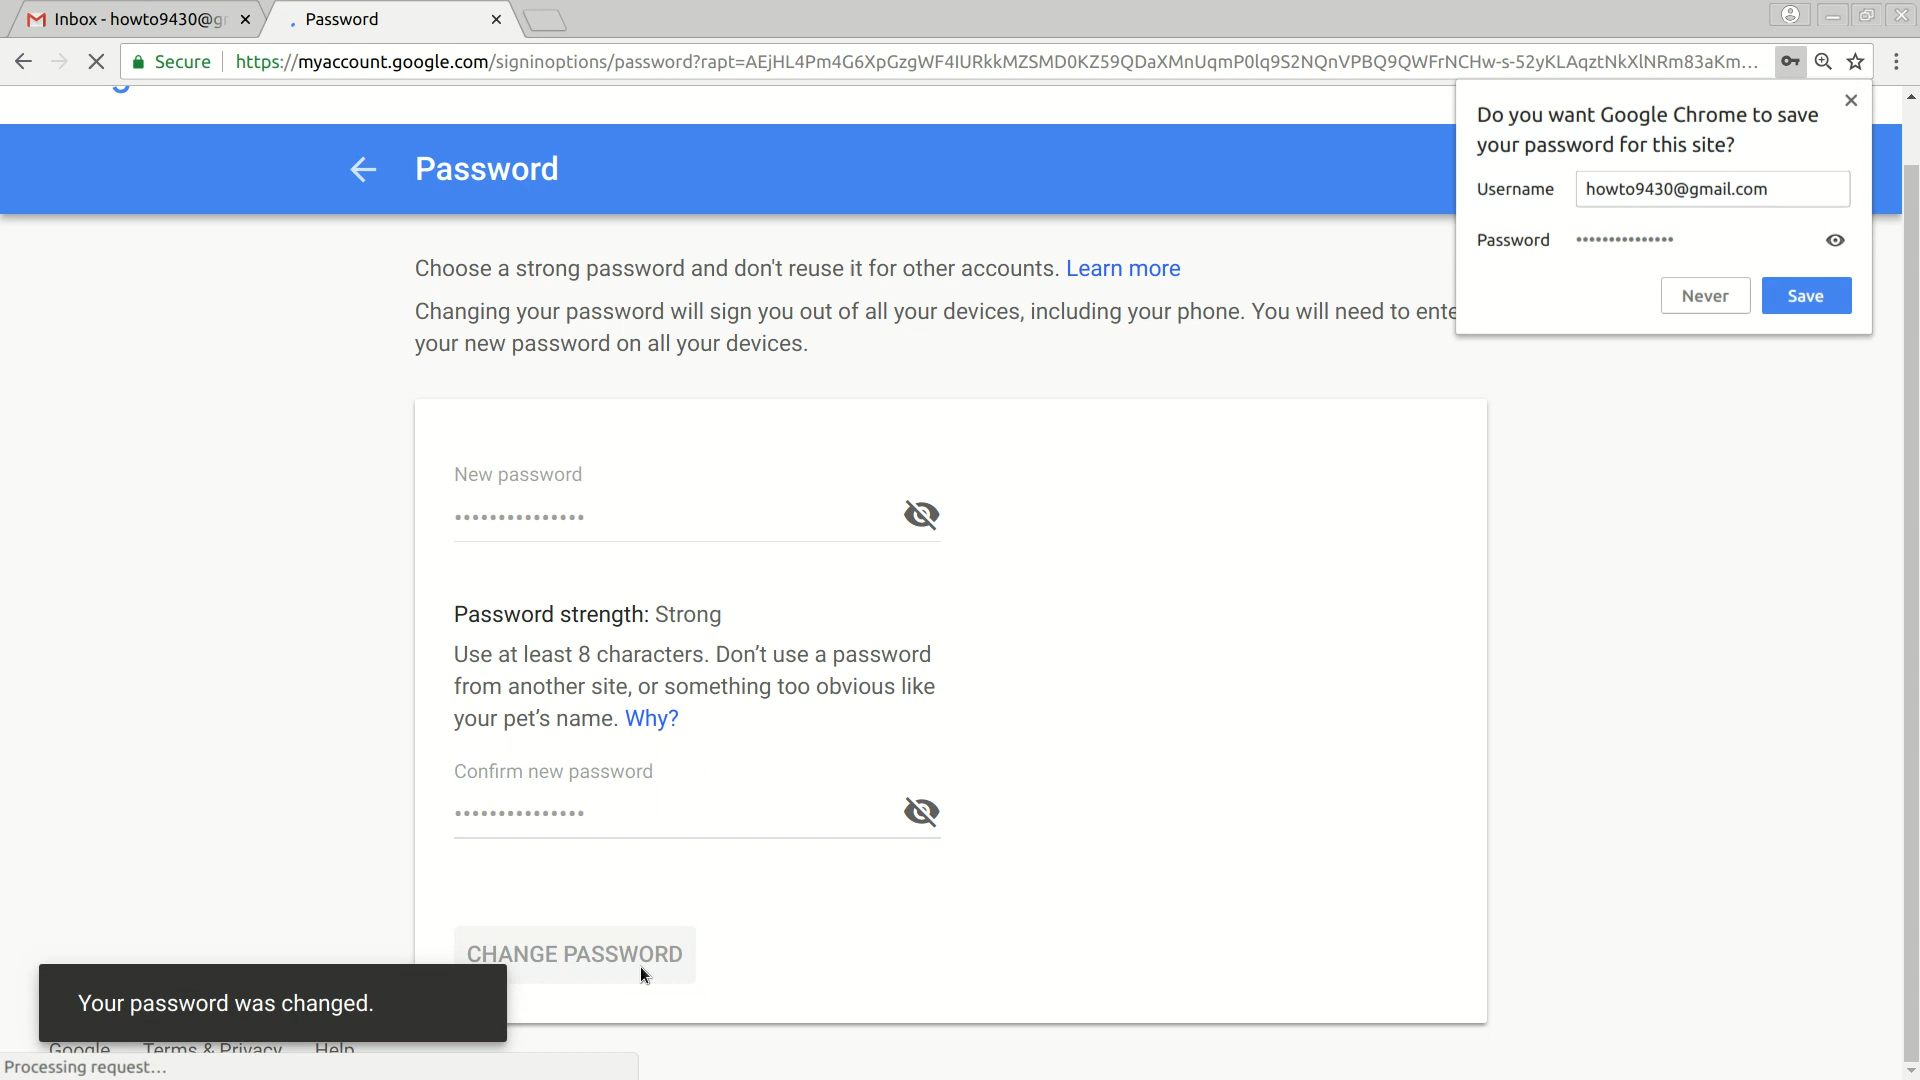 Inbox - howto9430@gr
Password
Secure
https://myaccount.google.com/signinoptions/password?rapt=AEjHL4Pm4G6XpGzgWF4IURkkMZSMD0KZ59QDaXMnUqmP0lq9S2NQnVPBQ9QWFrNCHw-s-52yKLAqztNkXlNRm83aKm...
Do you want Google Chrome to save
your password for this site?
Username howto9430@gmail.com
Password •••••••••••••••
Never Save
Password
Choose a strong password and don't reuse it for other accounts. Learn more
Changing your password will sign you out of all your devices, including your phone. You will need to ente
your new password on all your devices.
New password
•••••••••••••••
Password strength: Strong
Use at least 8 characters. Don’t use a password
from another site, or something too obvious like
your pet’s name. Why?
Confirm new password
•••••••••••••••
CHANGE PASSWORD
Your password was changed.
Google Terms & Privacy Help
Processing request...